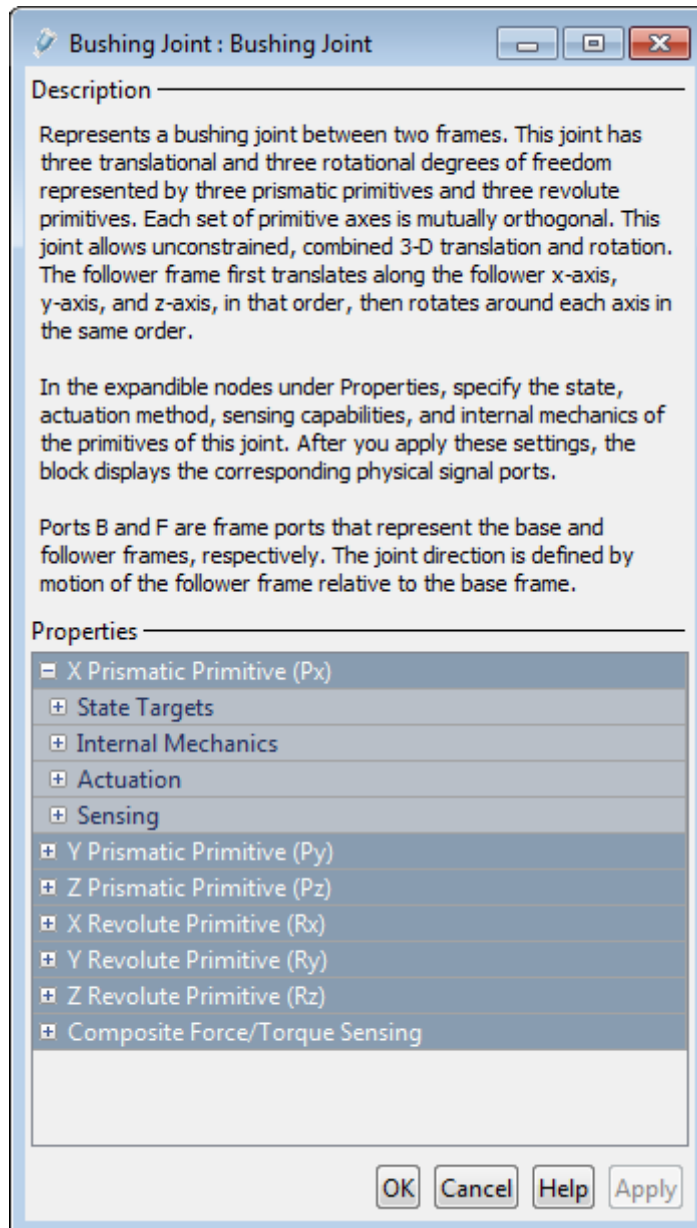 Bushing Joint : Bushing Joint
Description
Represents a bushing joint between two frames. This joint has
three translational and three rotational degrees of freedom
represented by three prismatic primitives and three revolute
primitives. Each set of primitive axes is mutually orthogonal. This
joint allows unconstrained, combined 3-D translation and rotation.
The follower frame first translates along the follower x-axis,
y-axis, and z-axis, in that order, then rotates around each axis in
the same order.
In the expandible nodes under Properties, specify the state,
actuation method, sensing capabilities, and internal mechanics of
the primitives of this joint. After you apply these settings, the
block displays the corresponding physical signal ports.
Ports B and F are frame ports that represent the base and
follower frames, respectively. The joint direction is defined by
motion of the follower frame relative to the base frame.
Properties
X Prismatic Primitive (Px)
State Targets
Internal Mechanics
Actuation
Sensing
Y Prismatic Primitive (Py)
Z Prismatic Primitive (Pz)
X Revolute Primitive (Rx)
Y Revolute Primitive (Ry)
Z Revolute Primitive (Rz)
Composite Force/Torque Sensing
OK Cancel Help Apply